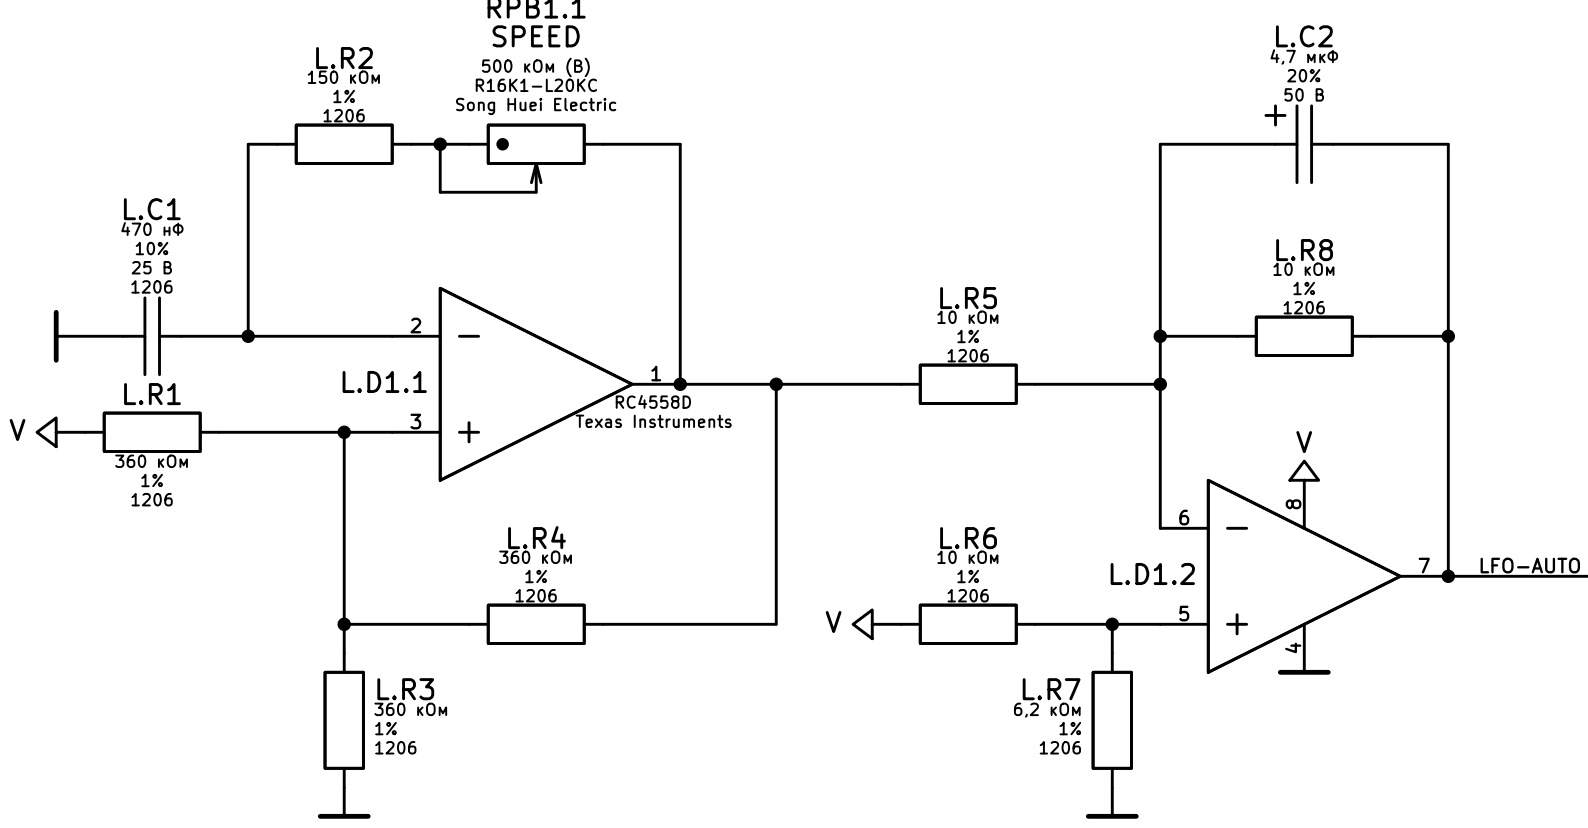 RPB1.1
SPEED
500 кОм (B)
R16K1-L20KC
Song Huei Electric
L.R2
150 кОм
1%
1206
L.C2
4,7 мкФ
20%
50 В
+
L.C1
470 нФ
10%
25 В
1206
L.R8
10 кОм
1%
1206
L.R5
10 кОм
1%
1206
2
L.D1.1
1
RC4558D
Texas Instruments
3
L.R1
V
360 кОм
1%
1206
L.R4
360 кОм
1%
1206
L.R3
360 кОм
1%
1206
V
8
6
L.D1.2
7
LFO-AUTO
5
4
L.R6
10 кОм
1%
1206
V
L.R7
6,2 кОм
1%
1206